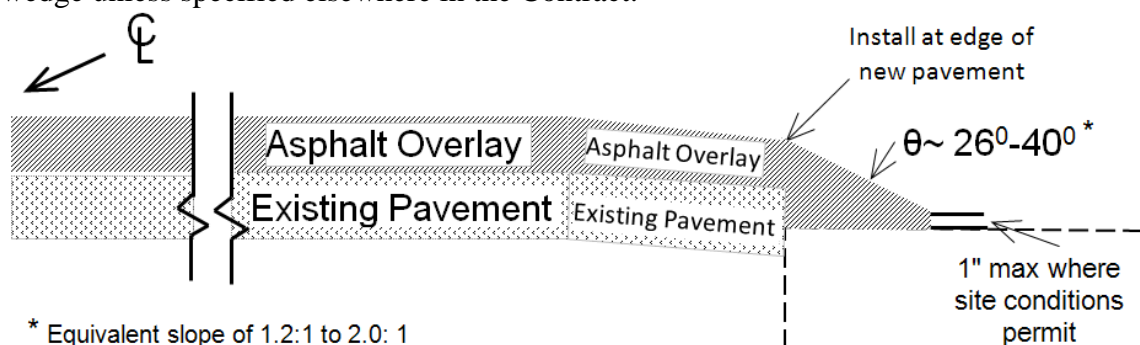 wedge unless specified elsewhere in the Contract.
℄
Install at edge of
new pavement
Asphalt Overlay
Asphalt Overlay
θ~ 26⁰-40⁰ *
Existing Pavement
Existing Pavement
1" max where
site conditions
permit
* Equivalent slope of 1.2:1 to 2.0: 1